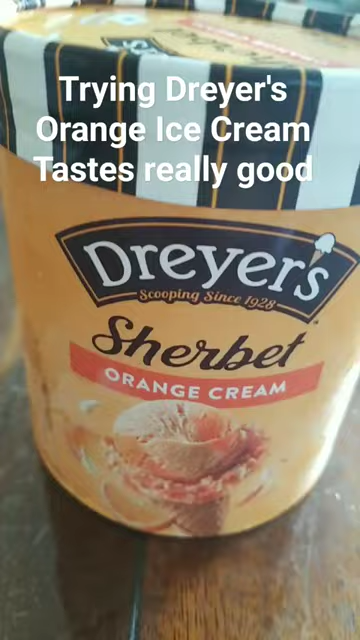 Trying Dreyer's
Orange Ice Cream
Tastes really good
Dreyer's
Scooping Since 1928
Sherbet
ORANGE CREAM